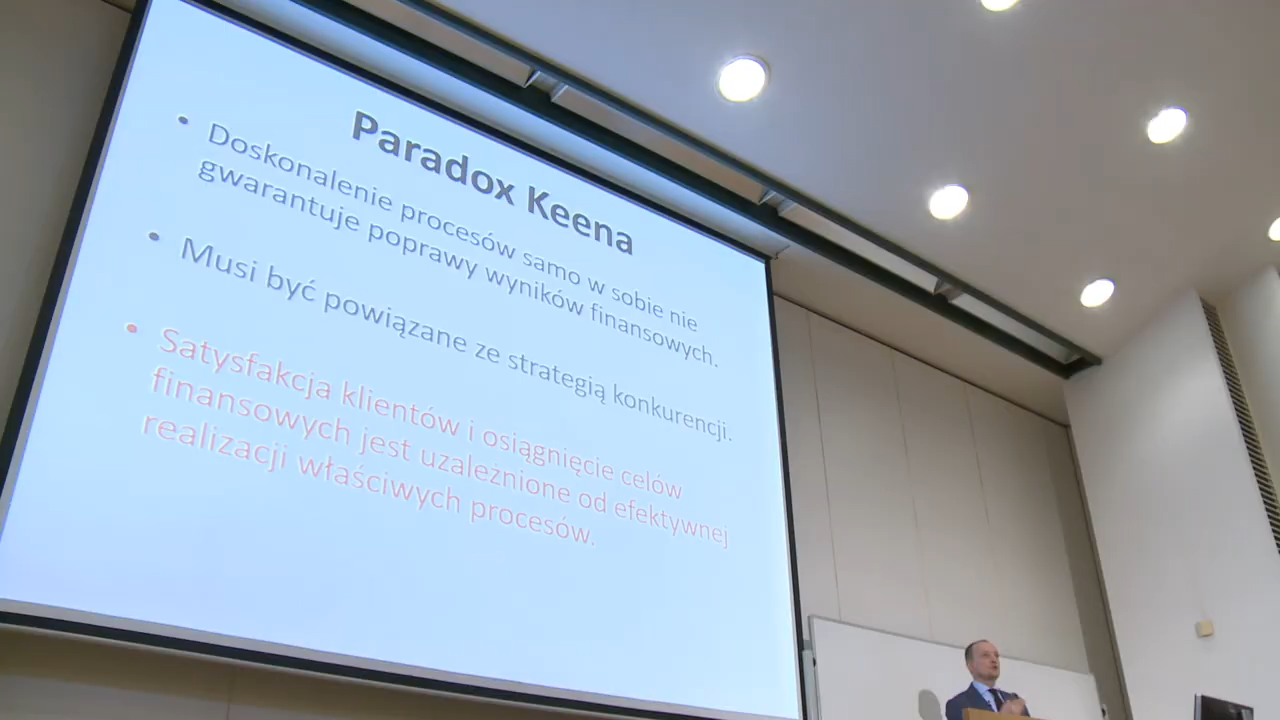 Paradox Keena
• Doskonalenie procesów samo w sobie nie
gwarantuje poprawy wyników finansowych.
• Musi być powiązane ze strategią konkurencji.
• Satysfakcja klientów i osiągnięcie celów
finansowych jest uzależnione od efektywnej
realizacji właściwych procesów.